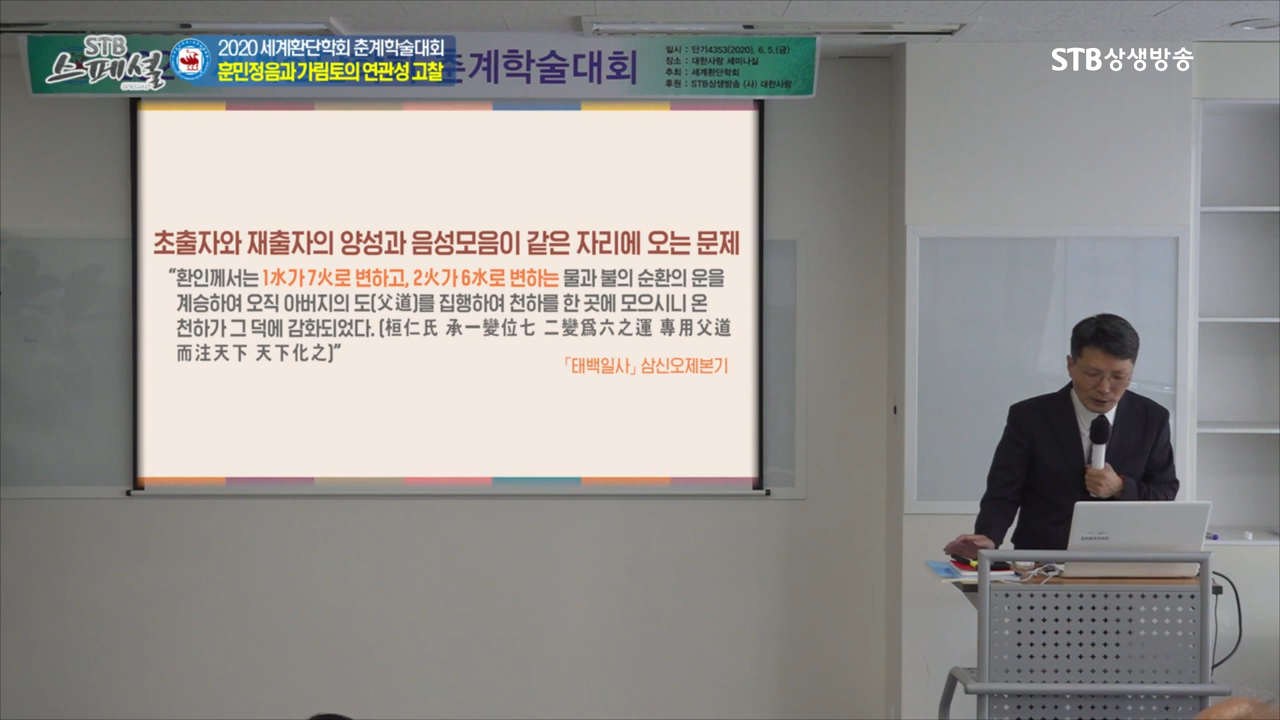 STB
스페셜
SPECIAL
2020 세계환단학회 춘계학술대회
훈민정음과 가림토의 연관성 고찰
춘계학술대회
일시 : 단기4353(2020). 6. 5.(금)
장소 : 대한사랑 세미나실
주최 : 세계환단학회
후원 : STB상생방송 (사) 대한사랑
STB상생방송
초출자와 재출자의 양성과 음성모음이 같은 자리에 오는 문제
“환인께서는 1水가 7火로 변하고, 2火가 6水로 변하는 물과 불의 순환의 운을
계승하여 오직 아버지의 도(父道)를 집행하여 천하를 한 곳에 모으시니 온
천하가 그 덕에 감화되었다. (桓仁氏 承一變位七 二變爲六之運 專用父道
而注天下 天下化之)”
「태백일사」 삼신오제본기
SAMSUNG